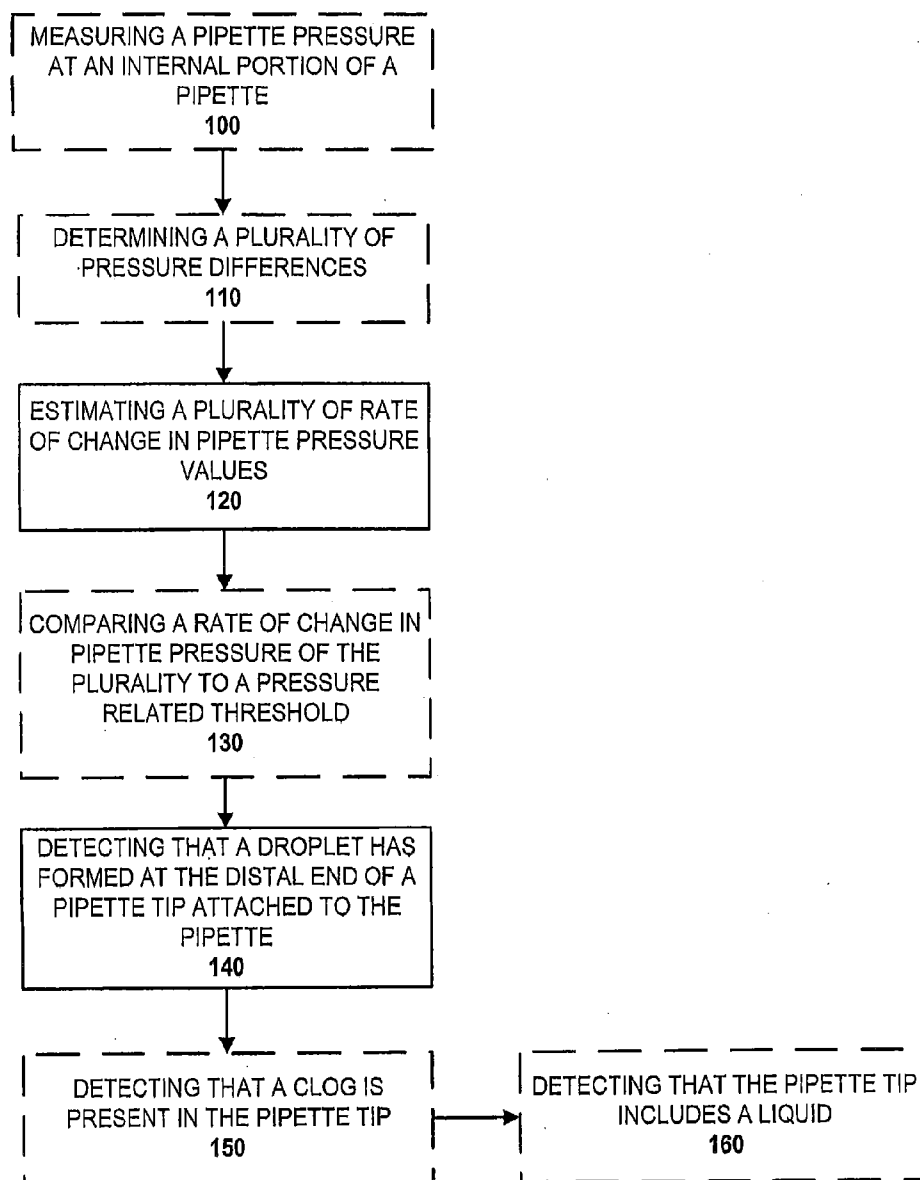 MEASURING A PIPETTE PRESSURE
AT AN INTERNAL PORTION OF A
PIPETTE
100
DETERMINING A PLURALITY OF
PRESSURE DIFFERENCES
110
ESTIMATING A PLURALITY OF RATE
OF CHANGE IN PIPETTE PRESSURE
VALUES
120
COMPARING A RATE OF CHANGE IN
PIPETTE PRESSURE OF THE
PLURALITY TO A PRESSURE
RELATED THRESHOLD
130
DETECTING THAT A DROPLET HAS
FORMED AT THE DISTAL END OF A
PIPETTE TIP ATTACHED TO THE
PIPETTE
140
DETECTING THAT A CLOG IS
PRESENT IN THE PIPETTE TIP
150
DETECTING THAT THE PIPETTE TIP
INCLUDES A LIQUID
160